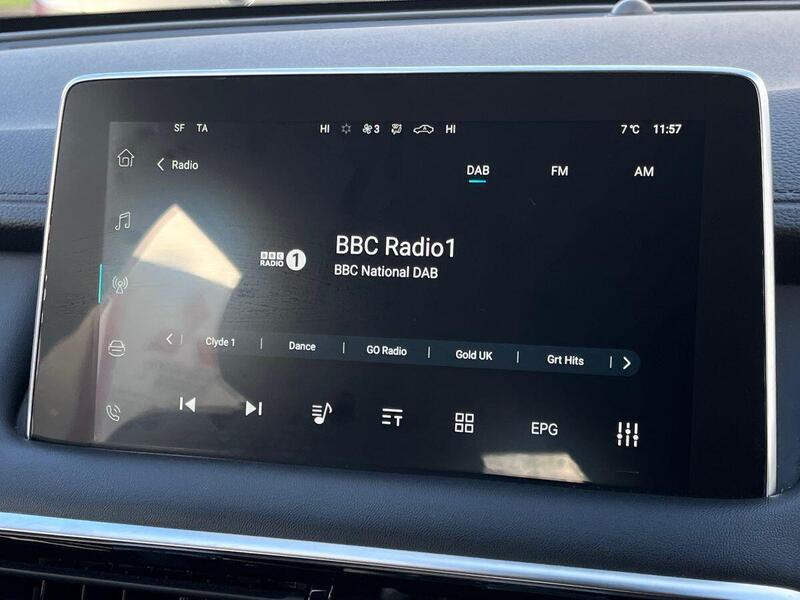 SF TA HI 3 HI 7 °C 11:57
Radio DAB FM AM
BBC RADIO 1
BBC Radio1
BBC National DAB
Clyde 1 | Dance | GO Radio | Gold UK | Grt Hits |
EPG